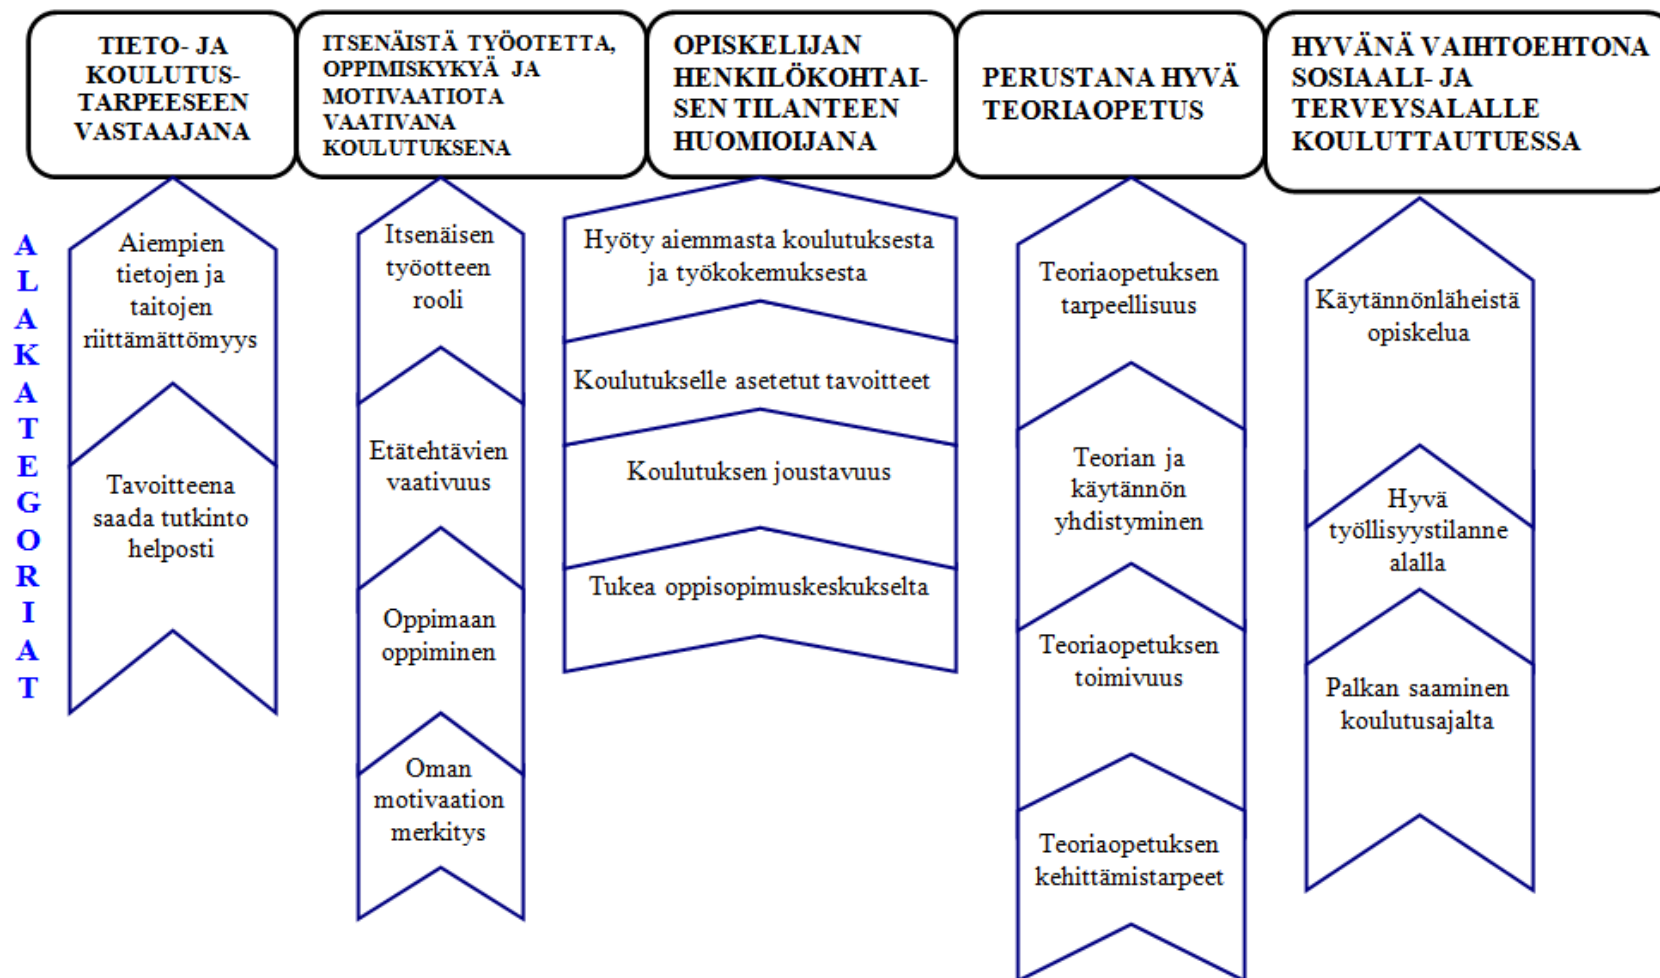 TIETO- JA
KOULUTUS-
TARPEESEEN
VASTAAJANA
ITSENÄISTÄ TYÖOTETTA,
OPPIMISKYKYÄ JA
MOTIVAATIOTA
VAATIVANA
KOULUTUKSENA
OPISKELIJAN
HENKILÖKOHTAI-
SEN TILANTEEN
HUOMIOIJANA
PERUSTANA HYVÄ
TEORIAOPETUS
HYVÄNÄ VAIHTOEHTONA
SOSIAALI- JA
TERVEYSALALLE
KOULUTTAUTUESSA
A
L
A
K
A
T
E
G
O
R
I
A
T
Aiempien
tietojen ja
taitojen
riittämättömyys
Tavoitteena
saada tutkinto
helposti
Itsenäisen
työotteen
rooli
Etätehtävien
vaativuus
Oppimaan
oppiminen
Oman
motivaation
merkitys
Hyöty aiemmasta koulutuksesta
ja työkokemuksesta
Koulutukselle asetetut tavoitteet
Koulutuksen joustavuus
Tukea oppisopimuskeskukselta
Teoriaopetuksen
tarpeellisuus
Teorian ja
käytännön
yhdistyminen
Teoriaopetuksen
toimivuus
Teoriaopetuksen
kehittämistarpeet
Käytännönläheistä
opiskelua
Hyvä
työllisyystilanne
alalla
Palkan saaminen
koulutusajalta